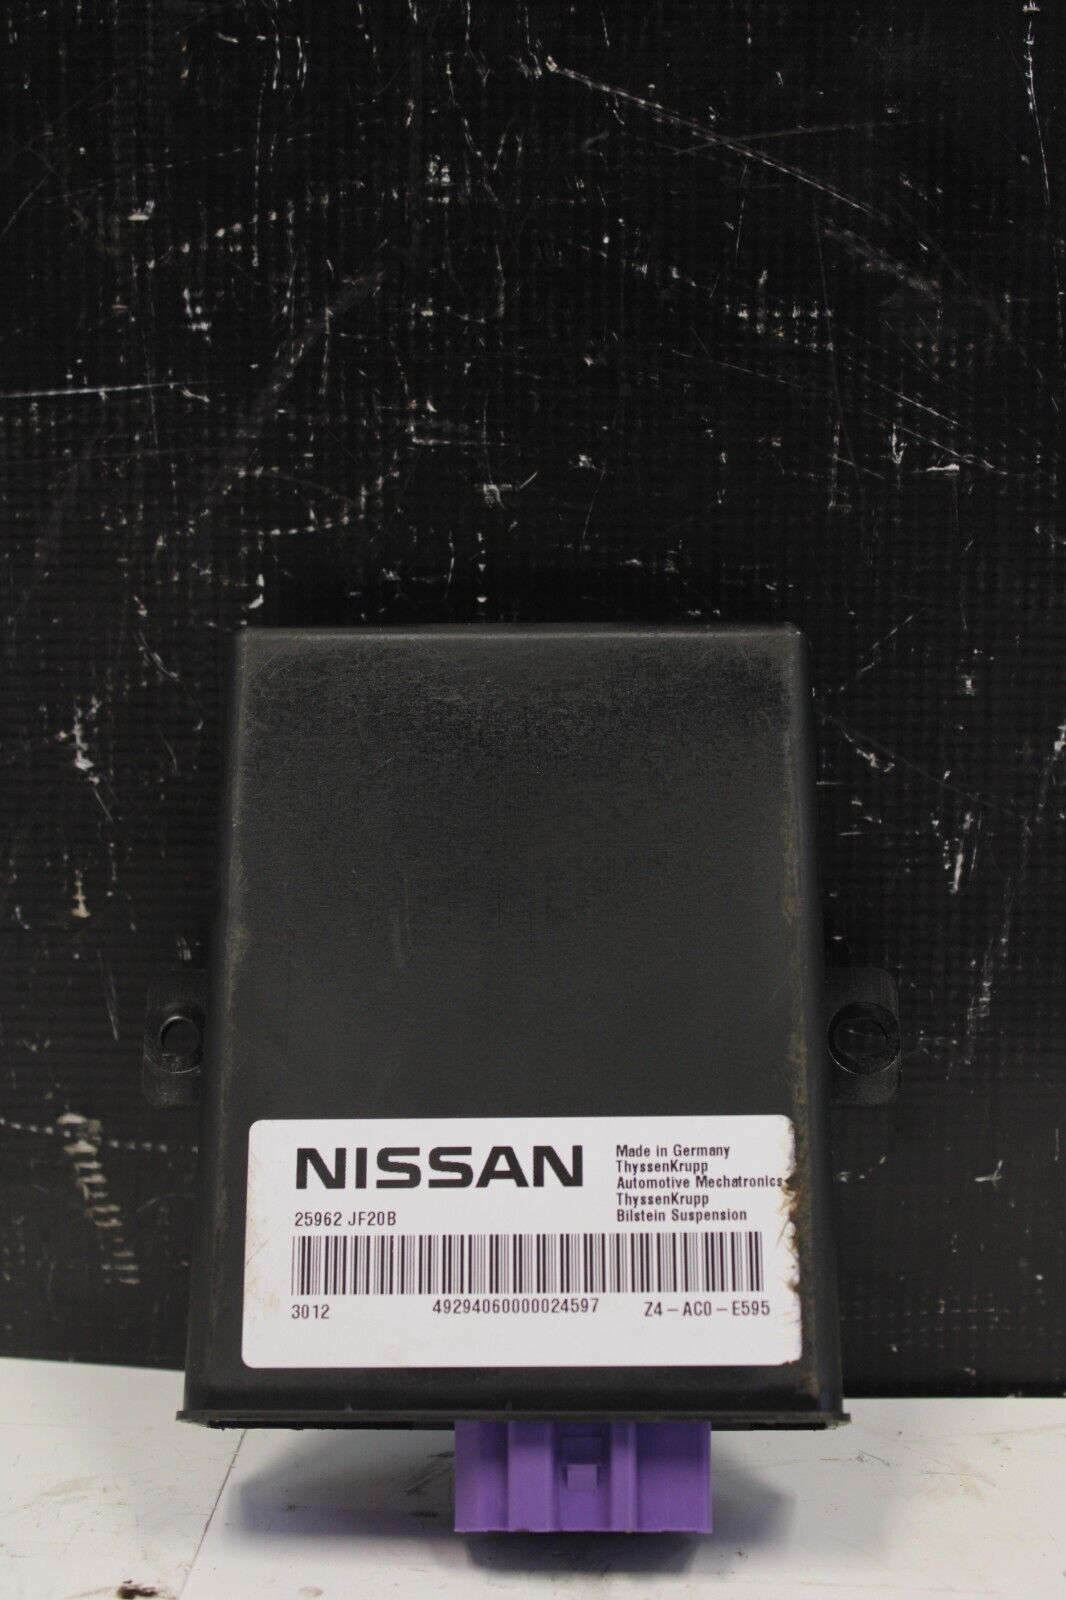 NISSAN
25962 JF20B
Made in Germany
ThyssenKrupp
Automotive Mechatronics
ThyssenKrupp
Bilstein Suspension
3012 49294060000024597 Z4-AC0-E595